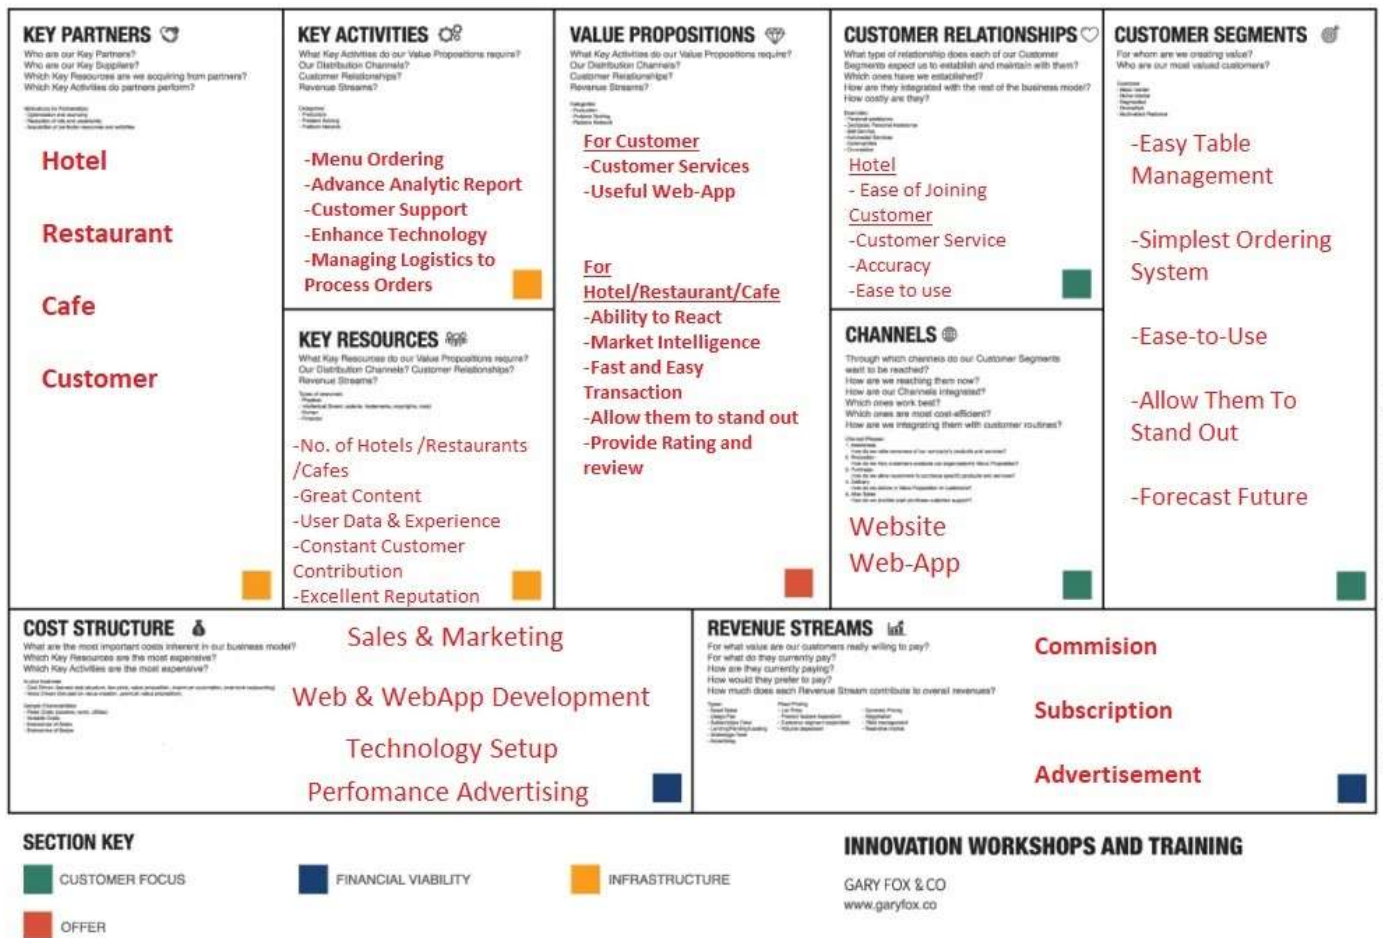 KEY PARTNERS
Who are our Key Partners?
Who are our Key Suppliers?
Which Key Resources are we acquiring from partners?
Which Key Activities do partners perform?
Hotel
Restaurant
Cafe
Customer
KEY ACTIVITIES
What Key Activities do our Value Propositions require?
Our Distribution Channels?
Customer Relationships?
Revenue Streams?
-Menu Ordering
-Advance Analytic Report
-Customer Support
-Enhance Technology
-Managing Logistics to
Process Orders
KEY RESOURCES
What Key Resources do our Value Propositions require?
Our Distribution Channels? Customer Relationships?
Revenue Streams?
-No. of Hotels /Restaurants
/Cafes
-Great Content
-User Data & Experience
-Constant Customer
Contribution
-Excellent Reputation
VALUE PROPOSITIONS
What Key Activities do our Value Propositions require?
Our Distribution Channels?
Customer Relationships?
Revenue Streams?
For Customer
-Customer Services
-Useful Web-App
For
Hotel/Restaurant/Cafe
-Ability to React
-Market Intelligence
-Fast and Easy
Transaction
-Allow them to stand out
-Provide Rating and
review
CUSTOMER RELATIONSHIPS
What type of relationship does each of our Customer
Segments expect us to establish and maintain with them?
Which ones have we established?
How are they integrated with the rest of the business model?
How costly are they?
Hotel
- Ease of Joining
Customer
-Customer Service
-Accuracy
-Ease to use
CHANNELS
Through which channels do our Customer Segments
want to be reached?
How are we reaching them now?
How are our Channels integrated?
Which ones work best?
Which ones are most cost-efficient?
How are we integrating them with customer routines?
Website
Web-App
CUSTOMER SEGMENTS
For whom are we creating value?
Who are our most valued customers?
-Easy Table
Management
-Simplest Ordering
System
-Ease-to-Use
-Allow Them To
Stand Out
-Forecast Future
COST STRUCTURE
What are the most important costs inherent in our business model?
Which Key Resources are the most expensive?
Which Key Activities are the most expensive?
Sales & Marketing
Web & WebApp Development
Technology Setup
Perfomance Advertising
REVENUE STREAMS
For what value are our customers really willing to pay?
For what do they currently pay?
How are they currently paying?
How would they prefer to pay?
How much does each Revenue Stream contribute to overall revenues?
Commision
Subscription
Advertisement
SECTION KEY
CUSTOMER FOCUS
FINANCIAL VIABILITY
INFRASTRUCTURE
OFFER
INNOVATION WORKSHOPS AND TRAINING
GARY FOX & CO
www.garyfox.co